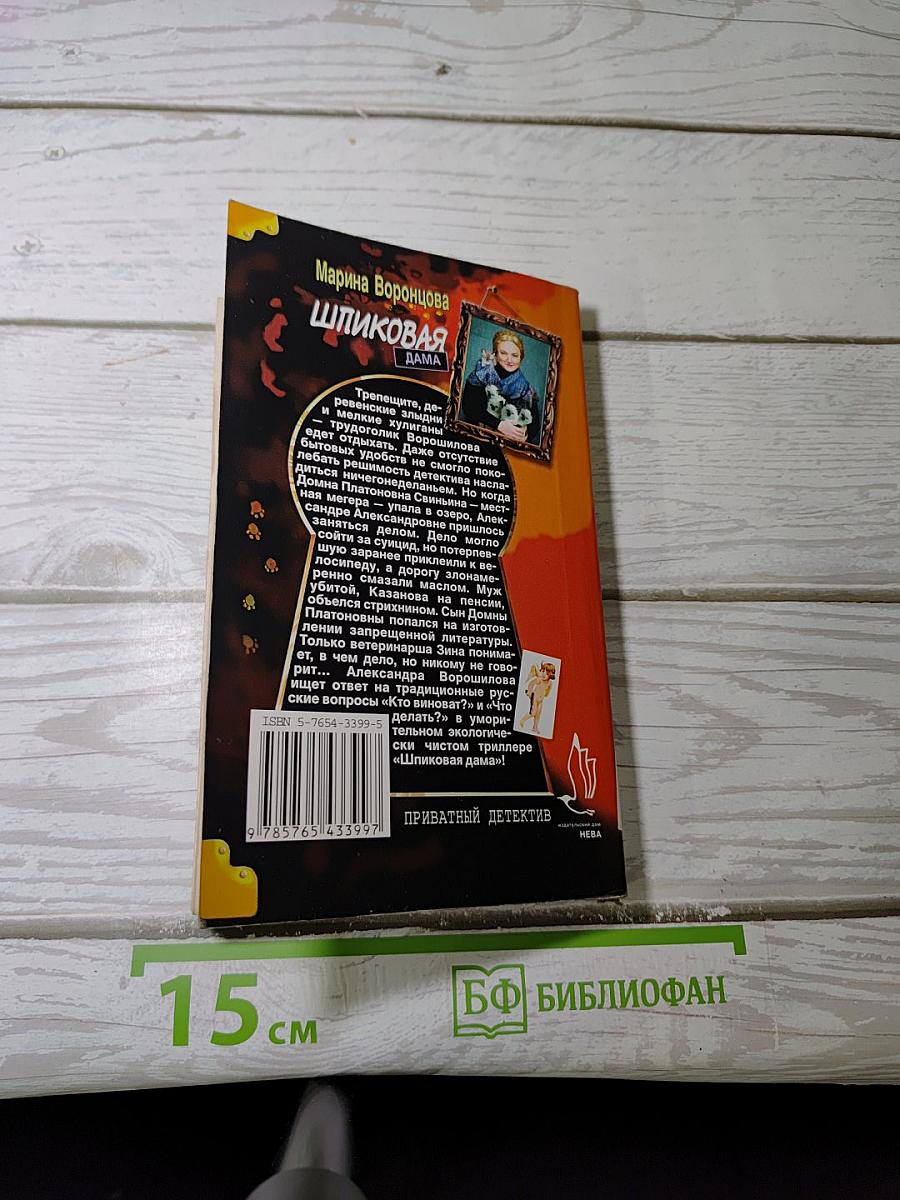 Марина Воронцова
ШПИКОВАЯ
ДАМА
Трепещите, де-
ревенские злыдни
и мелкие хулиганы
— трудоголик Ворошилова
едет отдыхать. Даже отсутствие
бытовых удобств не смогло поко-
лебать решимость детектива насла-
диться ничегонеделаньем. Но когда
Домна Платоновна Свиньина — мест-
ная мегера — упала в озеро, Алек-
сандре Александровне пришлось
заняться делом. Дело могло
сойти за суицид, но потерпев-
шую заранее приклеили к ве-
лосипеду, а дорогу злонаме-
ренно смазали маслом. Муж
убитой, Казанова на пенсии,
объелся стрихнином. Сын Домны
Платоновны попался на изготов-
лении запрещенной литературы.
Только ветеринарша Зина понима-
ет, в чем дело, но никому не гово-
рит... Александра Ворошилова
ищет ответ на традиционные рус-
ские вопросы «Кто виноват?» и «Что
делать?» в умори-
тельном экологиче-
ски чистом триллере
«Шпиковая дама»!
ISBN 5-7654-3399-5
9 785765 433997
ПРИВАТНЫЙ ДЕТЕКТИВ
ИЗДАТЕЛЬСКИЙ ДОМ
НЕВА
15 см
БФ БИБЛИОФАН